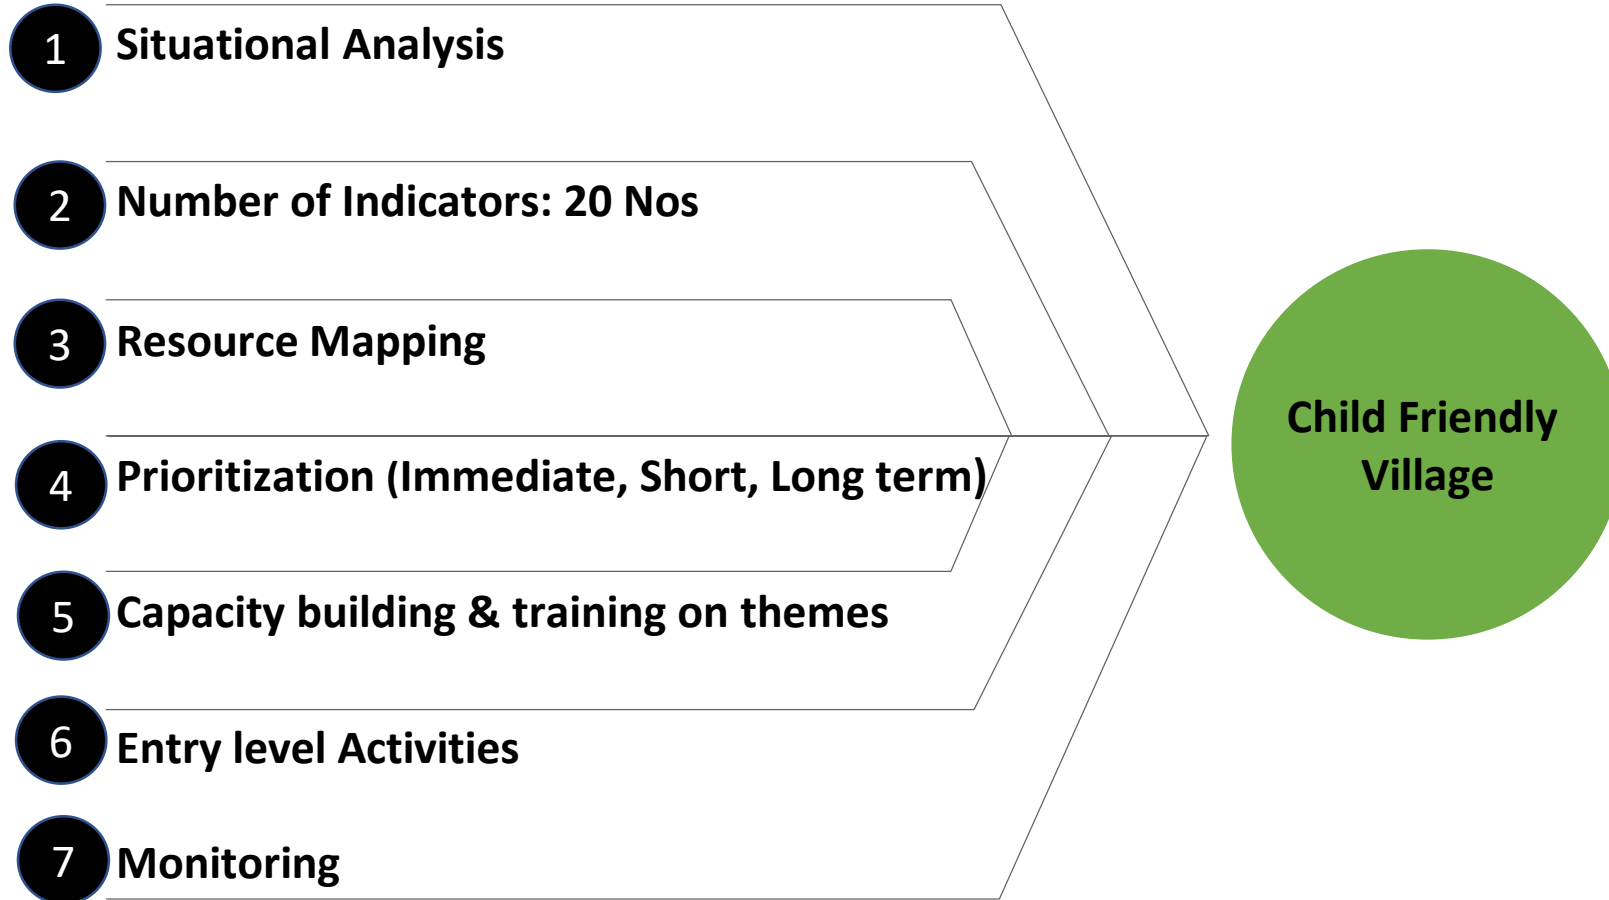 1 Situational Analysis
2 Number of Indicators: 20 Nos
3 Resource Mapping
4 Prioritization (Immediate, Short, Long term)
5 Capacity building & training on themes
6 Entry level Activities
7 Monitoring
Child Friendly
Village